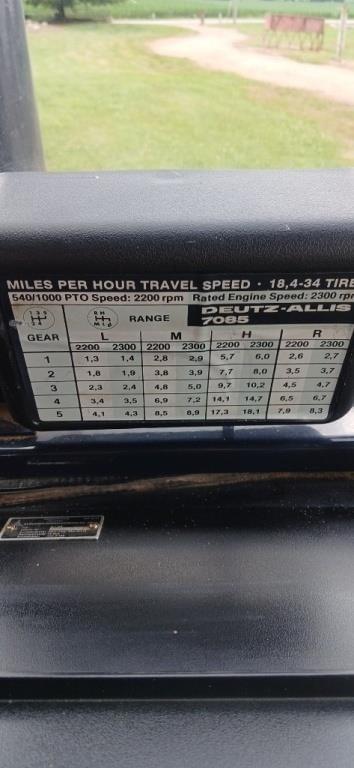 MILES PER HOUR TRAVEL SPEED · 18,4-34 TIRE
540/1000 PTO Speed: 2200 rpm Rated Engine Speed: 2300 rpm
DEUTZ-ALLIS
GEAR RANGE 7085
L M H R
2200 2300 2200 2300 2200 2300 2200 2300
1 1,3 1,4 2,8 2,9 5,7 6,0 2,6 2,7
2 1,8 1,9 3,8 3,9 7,7 8,0 3,5 3,7
3 2,3 2,4 4,8 5,0 9,7 10,2 4,5 4,7
4 3,4 3,5 6,9 7,2 14,1 14,7 6,5 6,7
5 4,1 4,3 8,5 8,9 17,3 18,1 7,9 8,3